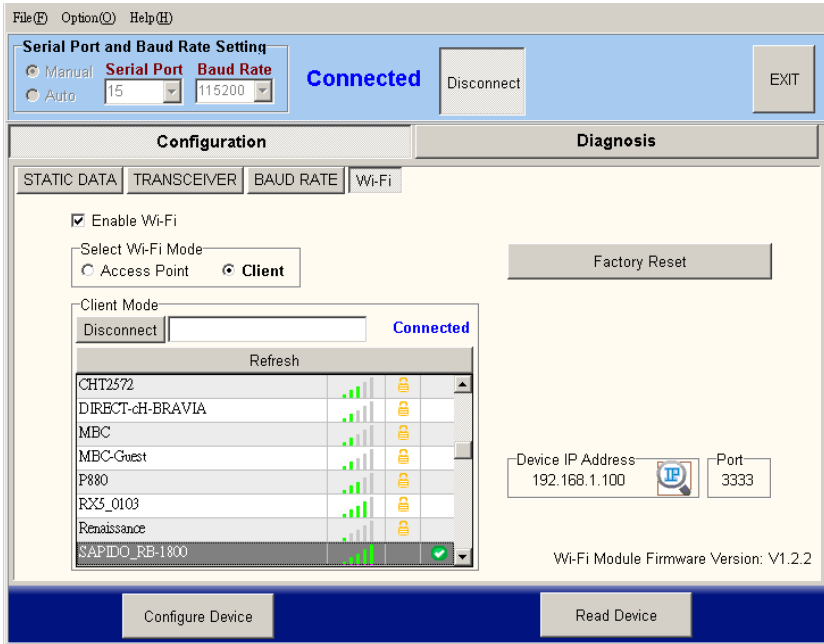 File(F) Option(O) Help(H)
Serial Port and Baud Rate Setting
Manual Serial Port Baud Rate
Auto 15 115200
Connected
Disconnect
EXIT
Configuration Diagnosis
STATIC DATA TRANSCEIVER BAUD RATE Wi-Fi
Enable Wi-Fi
Select Wi-Fi Mode
Access Point Client
Factory Reset
Client Mode
Disconnect Connected
Refresh
CHT2572
DIRECT-cH-BRAVIA
MBC
MBC-Guest
P880
RX5_0103
Renaissance
SAPIDO_RB-1800
Device IP Address Port
192.168.1.100 IP 3333
Wi-Fi Module Firmware Version: V1.2.2
Configure Device Read Device